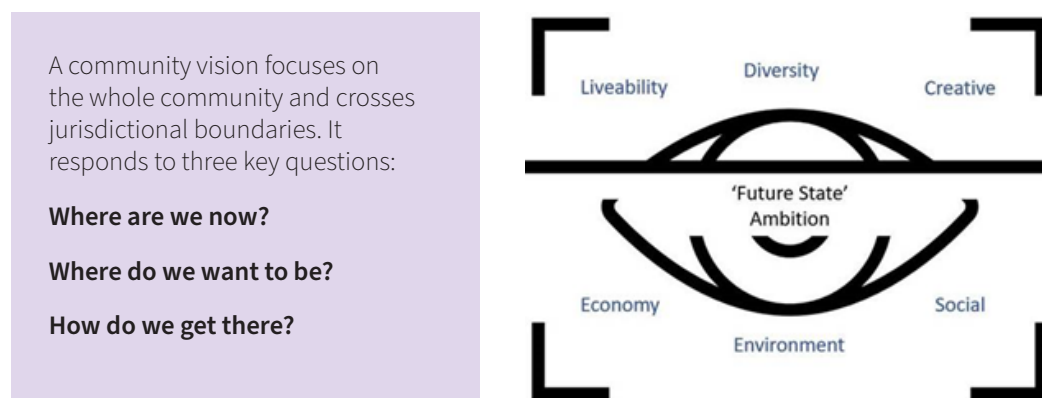 A community vision focuses on
the whole community and crosses
jurisdictional boundaries. It
responds to three key questions:
Where are we now?
Where do we want to be?
How do we get there?
Liveability
Diversity
Creative
‘Future State’
Ambition
Economy
Environment
Social